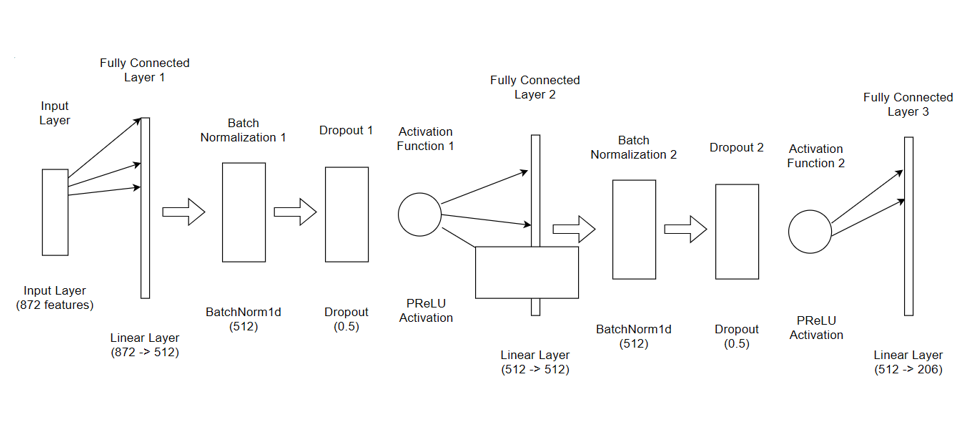 Input
Layer
Fully Connected
Layer 1
Batch
Normalization 1
Dropout 1
Activation
Function 1
Fully Connected
Layer 2
Batch
Normalization 2
Dropout 2
Activation
Function 2
Fully Connected
Layer 3
Input Layer
(872 features)
Linear Layer
(872 -> 512)
BatchNorm1d
(512)
Dropout
(0.5)
PReLU
Activation
Linear Layer
(512 -> 512)
BatchNorm1d
(512)
Dropout
(0.5)
PReLU
Activation
Linear Layer
(512 -> 206)